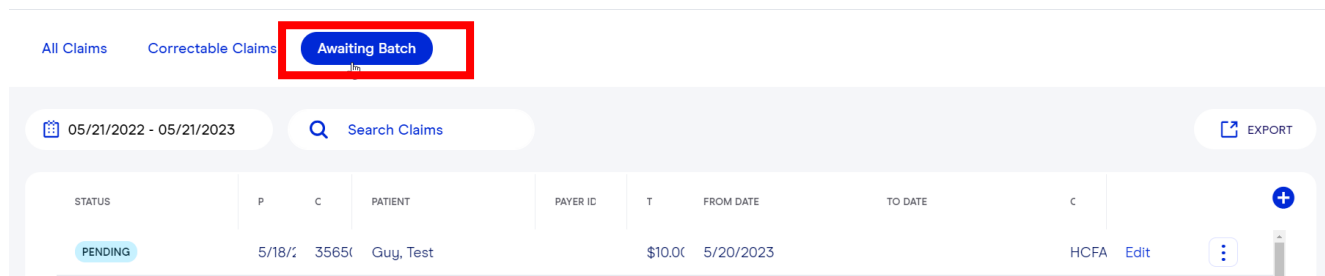 All Claims Correctable Claims Awaiting Batch
05/21/2022 - 05/21/2023 Search Claims EXPORT
STATUS P C PATIENT PAYER ID T FROM DATE TO DATE C
PENDING 5/18/2 3565( Guy, Test $10.0( 5/20/2023 HCFA Edit